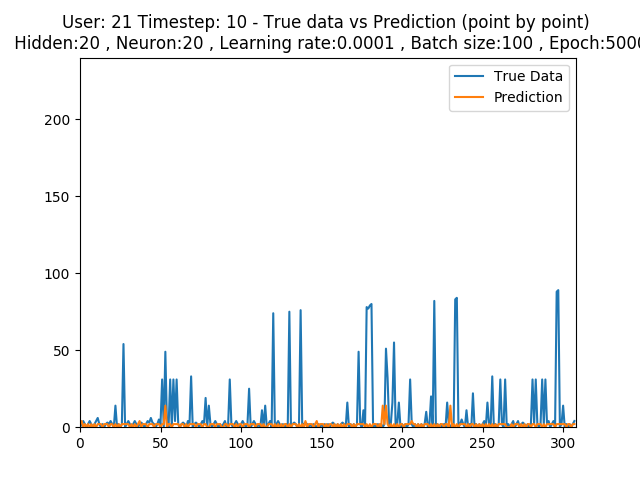 User: 21 Timestep: 10 - True data vs Prediction (point by point)
Hidden:20 , Neuron:20 , Learning rate:0.0001 , Batch size:100 , Epoch:5000
True Data
Prediction
200
150
100
50
0
0 50 100 150 200 250 300